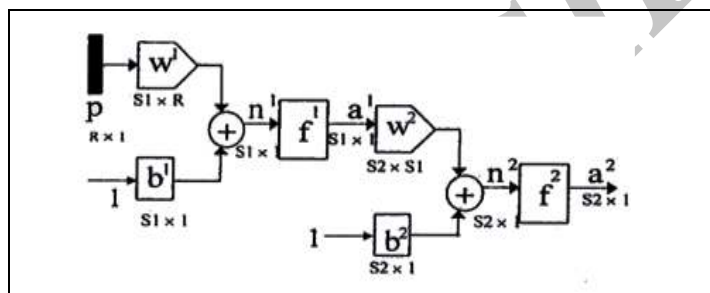 w¹
p
S1 × R
R × 1
n¹
f¹
a¹
w²
S1 × 1
S1 × 1
S2 × S1
1
b¹
S1 × 1
n²
f²
a²
S2 × 1
S2 × 1
1
b²
S2 × 1